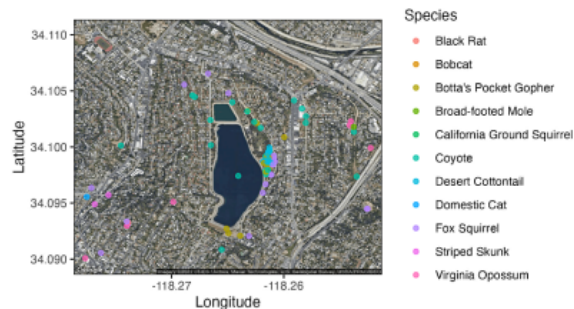 Species
Black Rat
Bobcat
Botta's Pocket Gopher
Broad-footed Mole
California Ground Squirrel
Coyote
Desert Cottontail
Domestic Cat
Fox Squirrel
Striped Skunk
Virginia Opossum
Latitude
34.110
34.105
34.100
34.095
34.090
-118.27
-118.26
Longitude